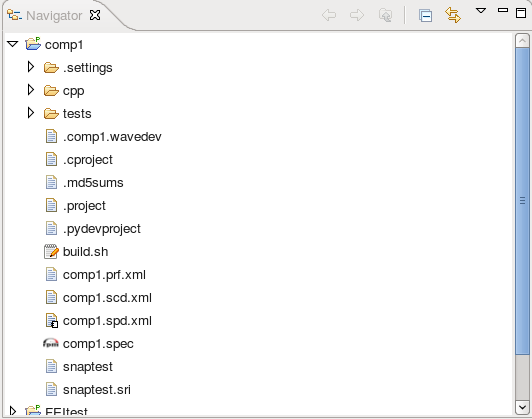 Navigator
comp1
.settings
cpp
tests
.comp1.wavedev
.cproject
.md5sums
.project
.pydevproject
build.sh
comp1.prf.xml
comp1.scd.xml
comp1.spd.xml
comp1.spec
snaptest
snaptest.sri
FEItest